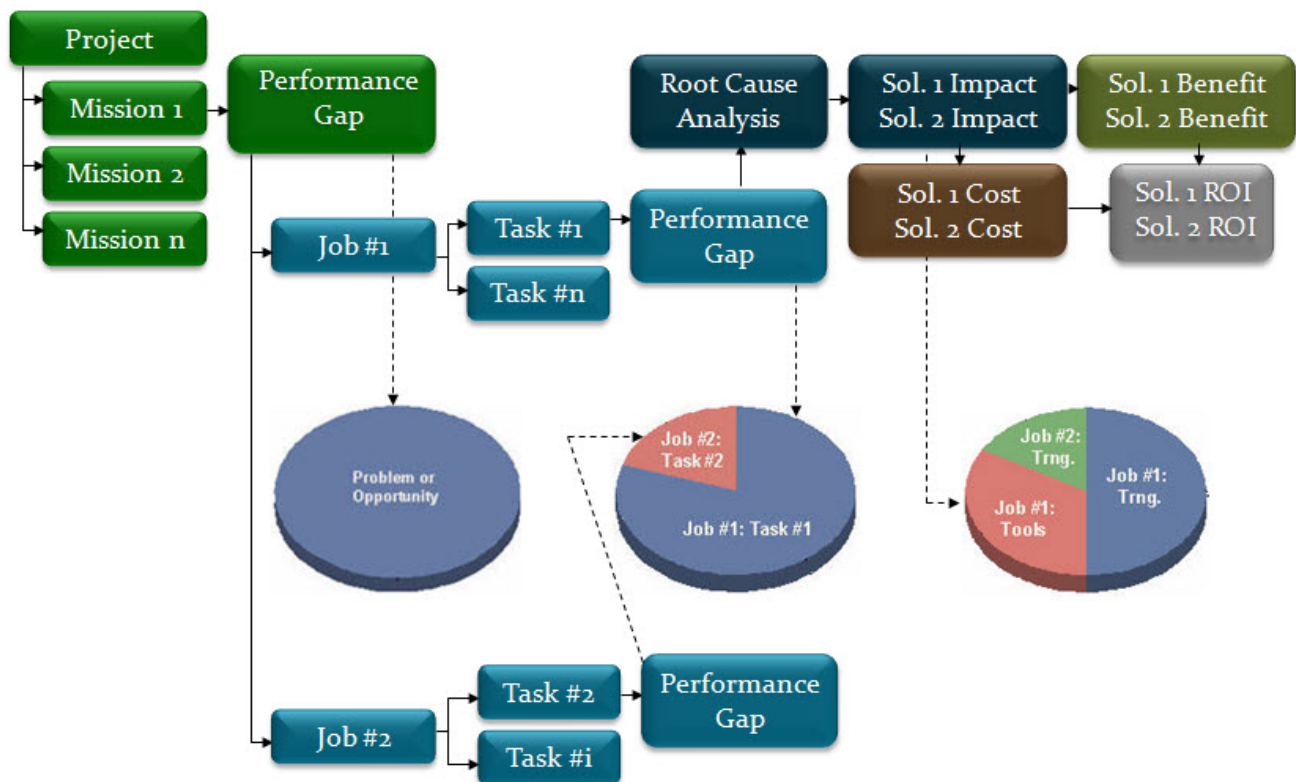 Project
Mission 1
Mission 2
Mission n
Performance
Gap
Job #1
Task #1
Task #n
Performance
Gap
Root Cause
Analysis
Sol. 1 Impact
Sol. 2 Impact
Sol. 1 Benefit
Sol. 2 Benefit
Sol. 1 Cost
Sol. 2 Cost
Sol. 1 ROI
Sol. 2 ROI
Problem or
Opportunity
Job #2:
Task #2
Job #1: Task #1
Job #2:
Trng.
Job #1:
Trng.
Job #1:
Tools
Job #2
Task #2
Task #i
Performance
Gap